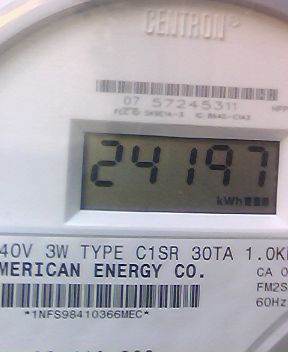 CENTRON
07 57245311
24197
kWh
40V 3W TYPE C1SR 30TA 1.0K
MERICAN ENERGY CO.
CA 0
FM2S
60Hz
*1NFS98410366MEC*